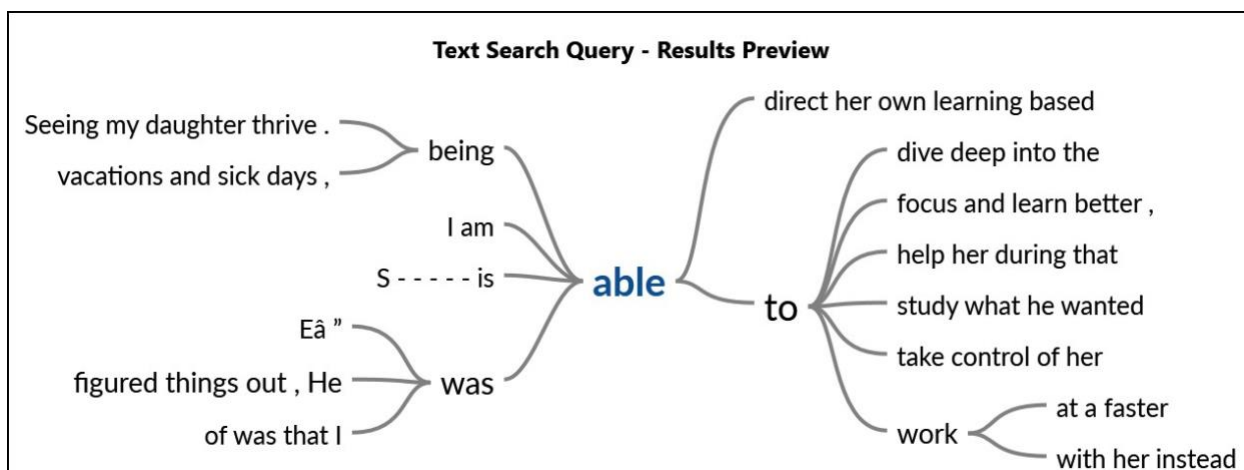 Text Search Query - Results Preview
Seeing my daughter thrive .
vacations and sick days ,
being
I am
S - - - - - is
Eâ ”
figured things out , He
of was that I
was
able
direct her own learning based
to
dive deep into the
focus and learn better ,
help her during that
study what he wanted
take control of her
work
at a faster
with her instead